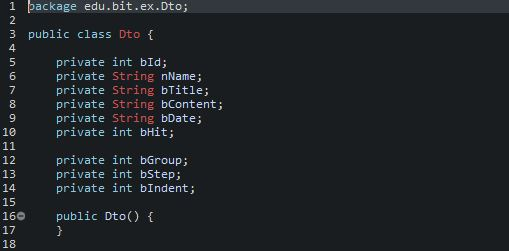 1 package edu.bit.ex.Dto;
2
3 public class Dto {
4
5 private int bId;
6 private String nName;
7 private String bTitle;
8 private String bContent;
9 private String bDate;
10 private int bHit;
11
12 private int bGroup;
13 private int bStep;
14 private int bIndent;
15
16 public Dto() {
17 }
18